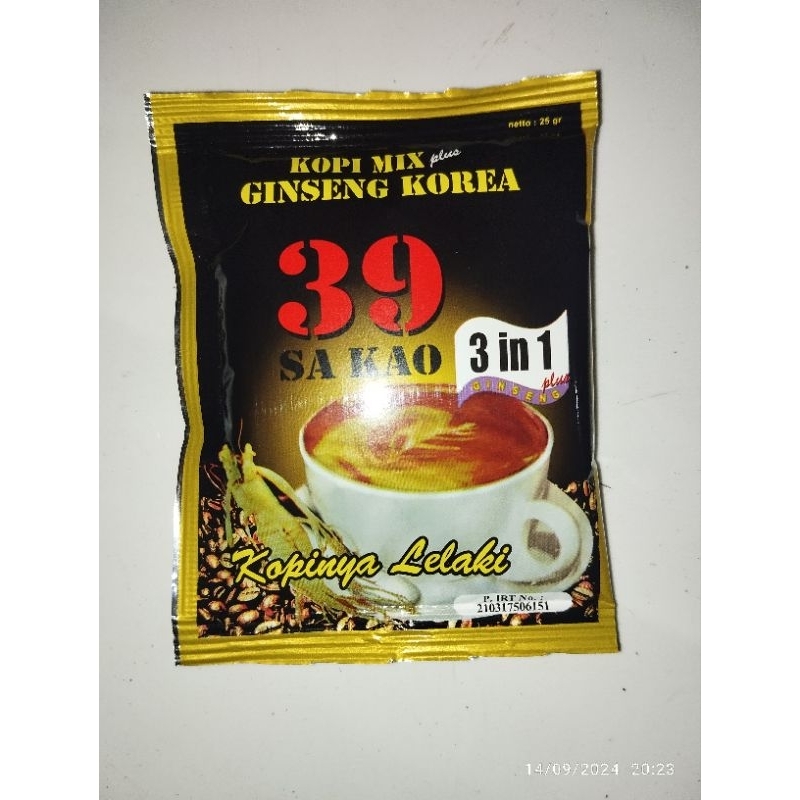 netto : 25 gr
KOPI MIX plus
GINSENG KOREA
39
SA KAO
3 in 1
plus
GINSENG
Kopinya Lelaki
P. IRT No. :
210317506151
14/09/2024 20:23